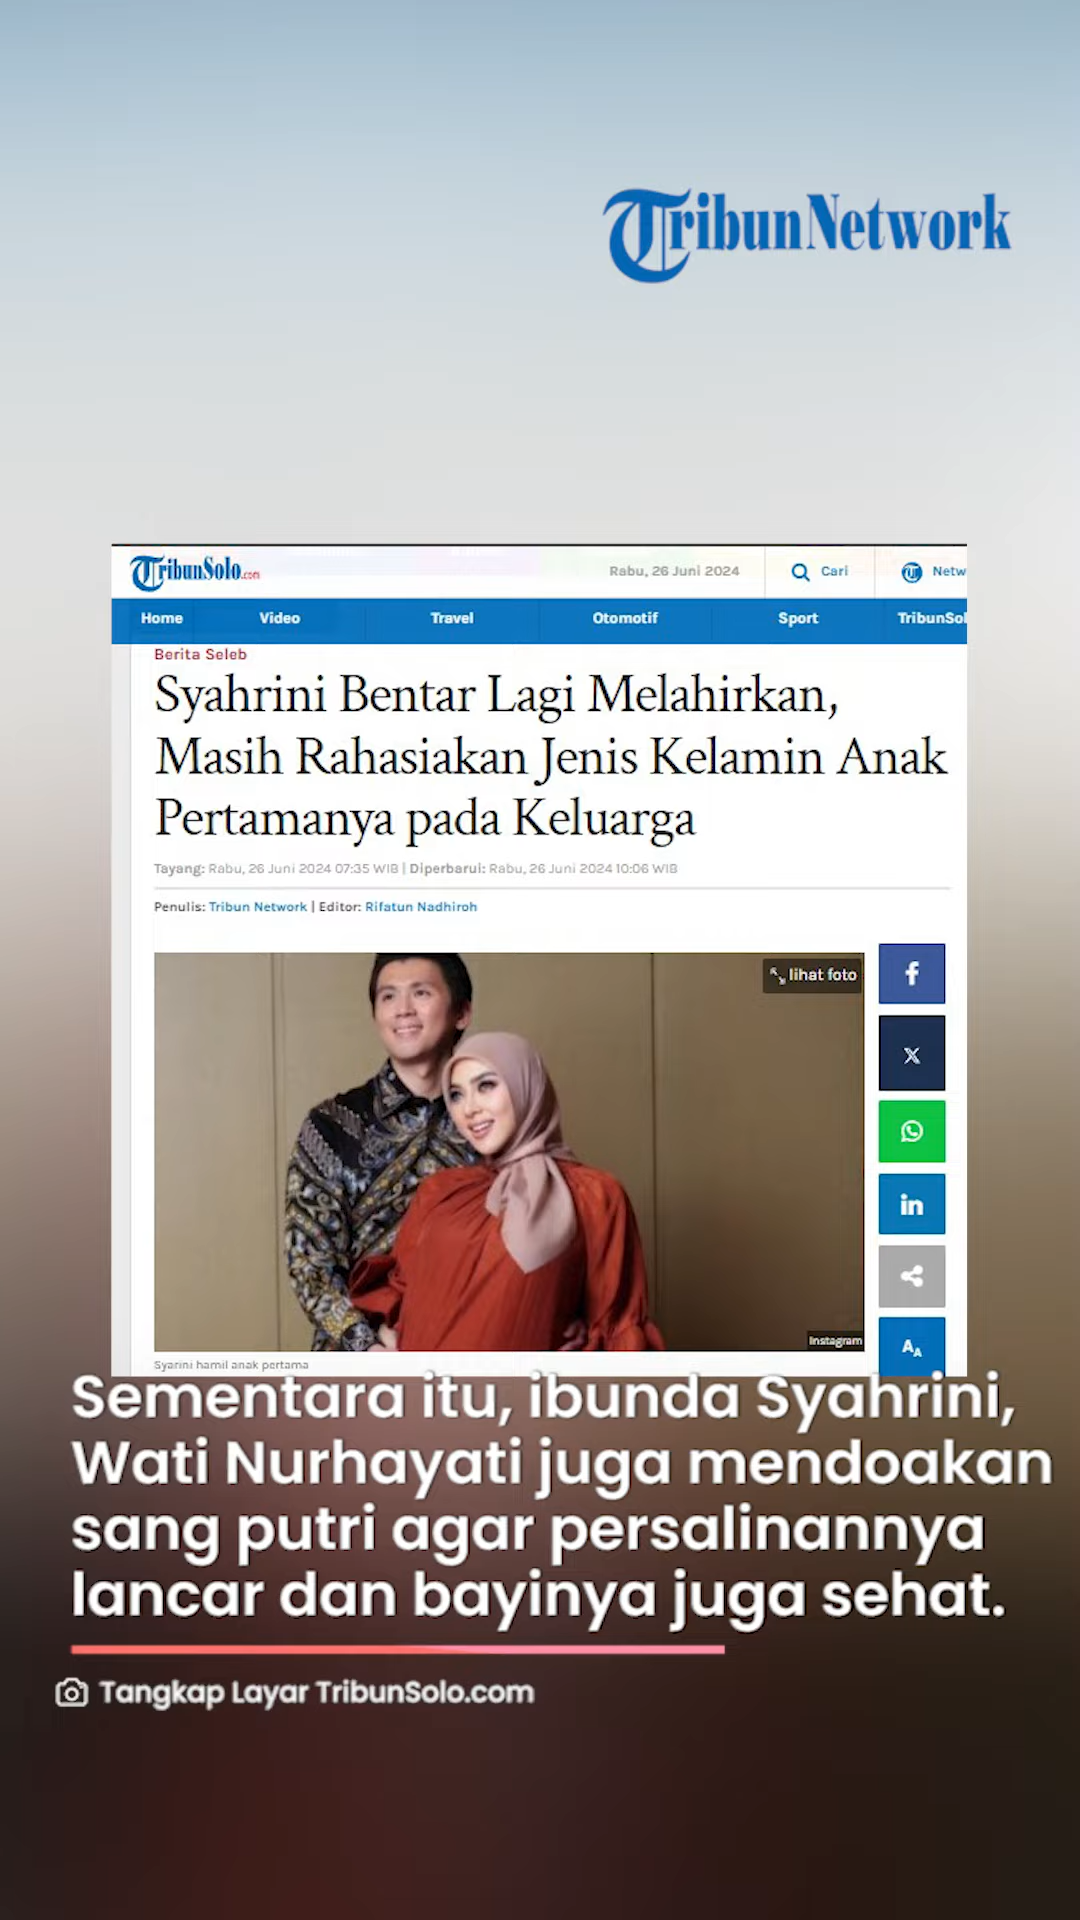 TribunNetwork
TribunSolo.com
Rabu, 26 Juni 2024
Cari
Netw
Home
Video
Travel
Otomotif
Sport
TribunSol
Berita Seleb
Syahrini Bentar Lagi Melahirkan,
Masih Rahasiakan Jenis Kelamin Anak
Pertamanya pada Keluarga
Tayang: Rabu, 26 Juni 2024 07:35 WIB | Diperbarui: Rabu, 26 Juni 2024 10:06 WIB
Penulis: Tribun Network | Editor: Rifatun Nadhiroh
lihat foto
Instagram
Syarini hamil anak pertama
Sementara itu, ibunda Syahrini,
Wati Nurhayati juga mendoakan
sang putri agar persalinannya
lancar dan bayinya juga sehat.
Tangkap Layar TribunSolo.com